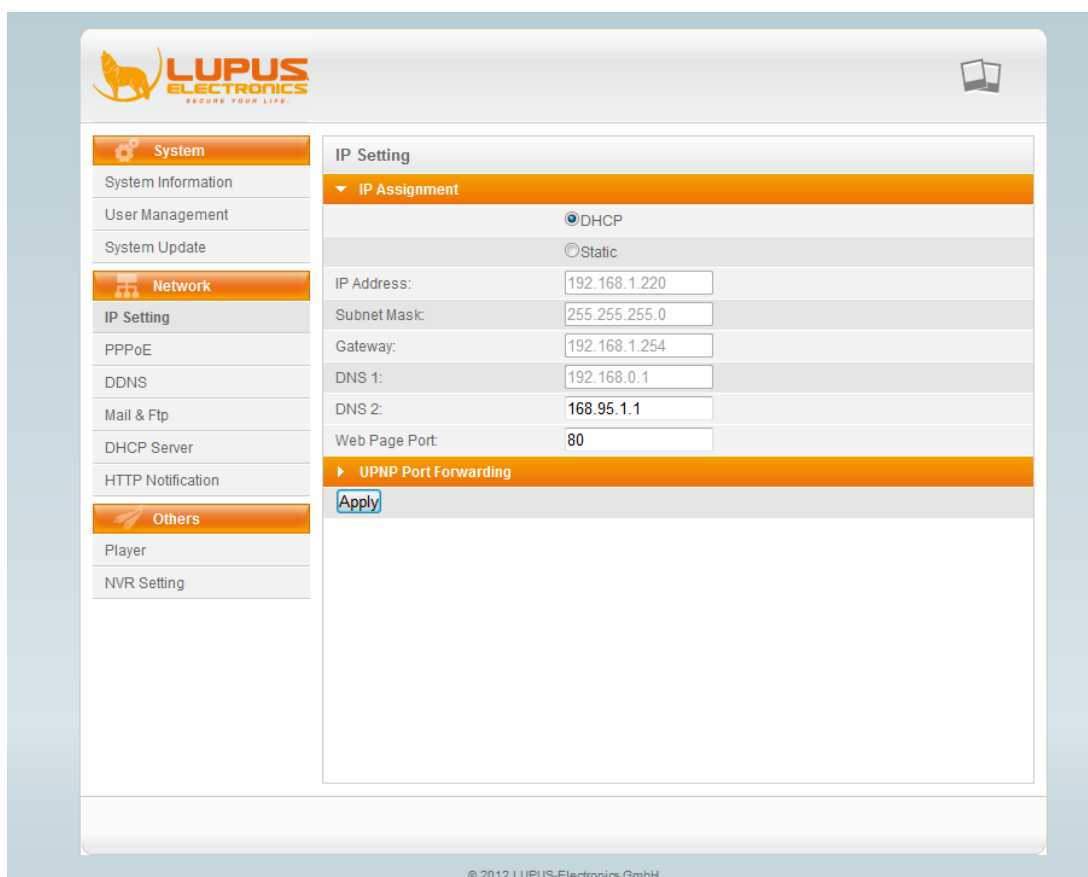 LUPUS
ELECTRONICS
SECURE YOUR LIFE.
System
System Information
User Management
System Update
Network
IP Setting
PPPoE
DDNS
Mail & Ftp
DHCP Server
HTTP Notification
Others
Player
NVR Setting
IP Setting
IP Assignment
DHCP
Static
IP Address: 192.168.1.220
Subnet Mask: 255.255.255.0
Gateway: 192.168.1.254
DNS 1: 192.168.0.1
DNS 2: 168.95.1.1
Web Page Port: 80
UPNP Port Forwarding
Apply
© 2012 LUPUS-Electronics GmbH